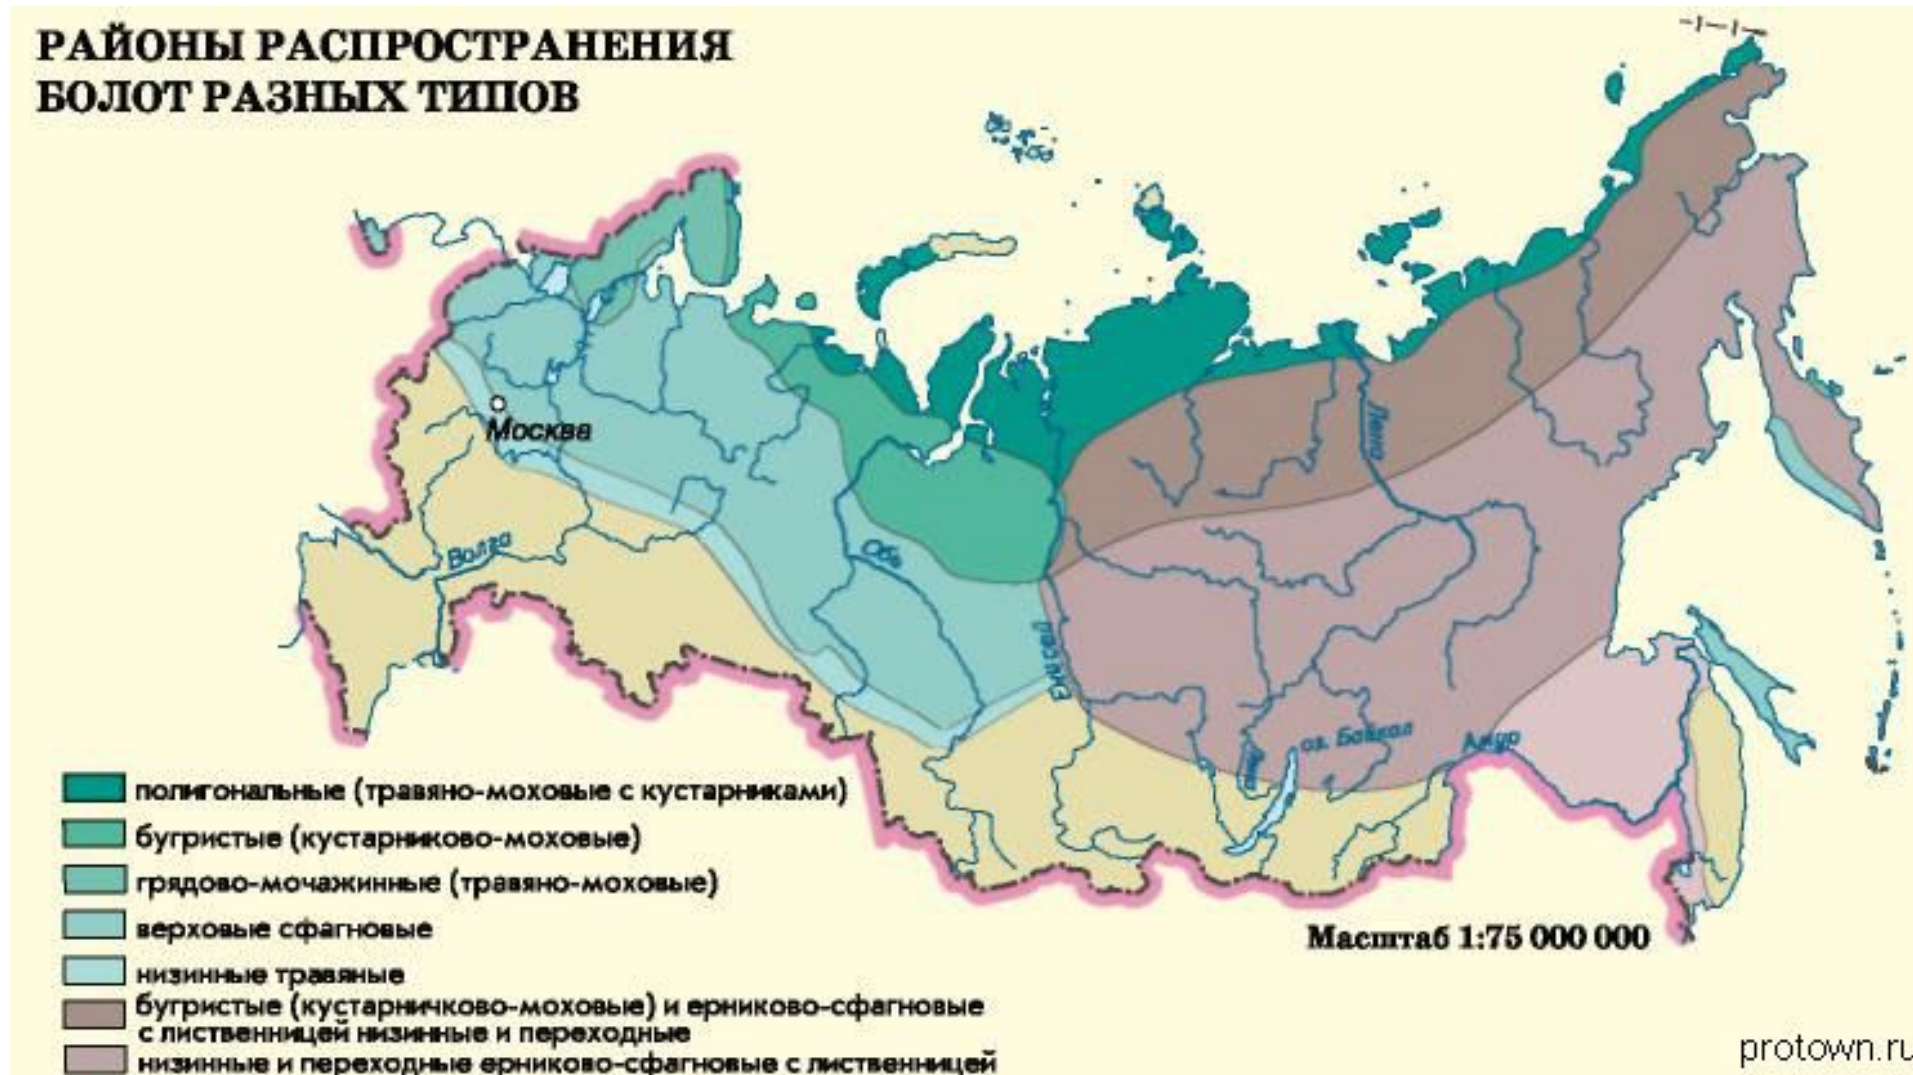 РАЙОНЫ РАСПРОСТРАНЕНИЯ
БОЛОТ РАЗНЫХ ТИПОВ
Москва
Волга
Обь
Енисей
Лена
Лена
оз. Байкал
Амур
полигональные (травяно-моховые с кустарниками)
бугристые (кустарниково-моховые)
грядово-мочажинные (травяно-моховые)
верховые сфагновые
низинные травяные
бугристые (кустарничково-моховые) и ерниково-сфагновые
с лиственницей низинные и переходные
низинные и переходные ерниково-сфагновые с лиственницей
Масштаб 1:75 000 000
protown.ru